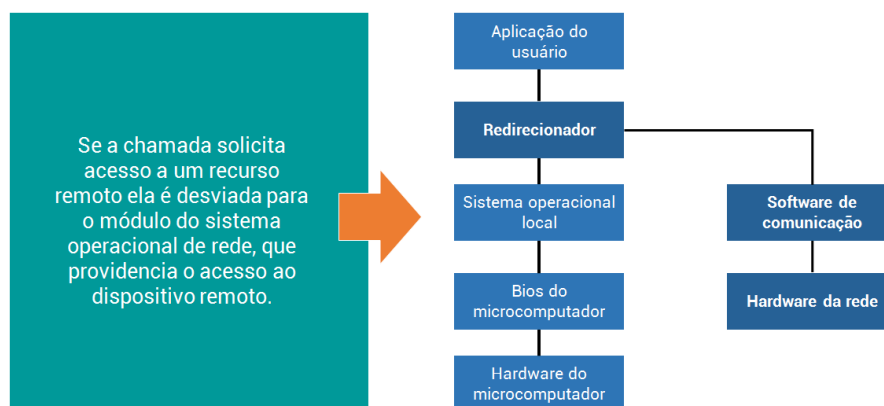 Se a chamada solicita
acesso a um recurso
remoto ela é desviada para
o módulo do sistema
operacional de rede, que
providencia o acesso ao
dispositivo remoto.
Aplicação do
usuário
Redirecionador
Sistema operacional
local
Software de
comunicação
Bios do
microcomputador
Hardware da rede
Hardware do
microcomputador